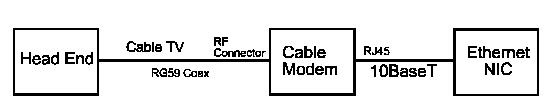 Head End
Cable TV
RG59 Coax
RF
Connector
Cable
Modem
RJ45
10BaseT
Ethernet
NIC